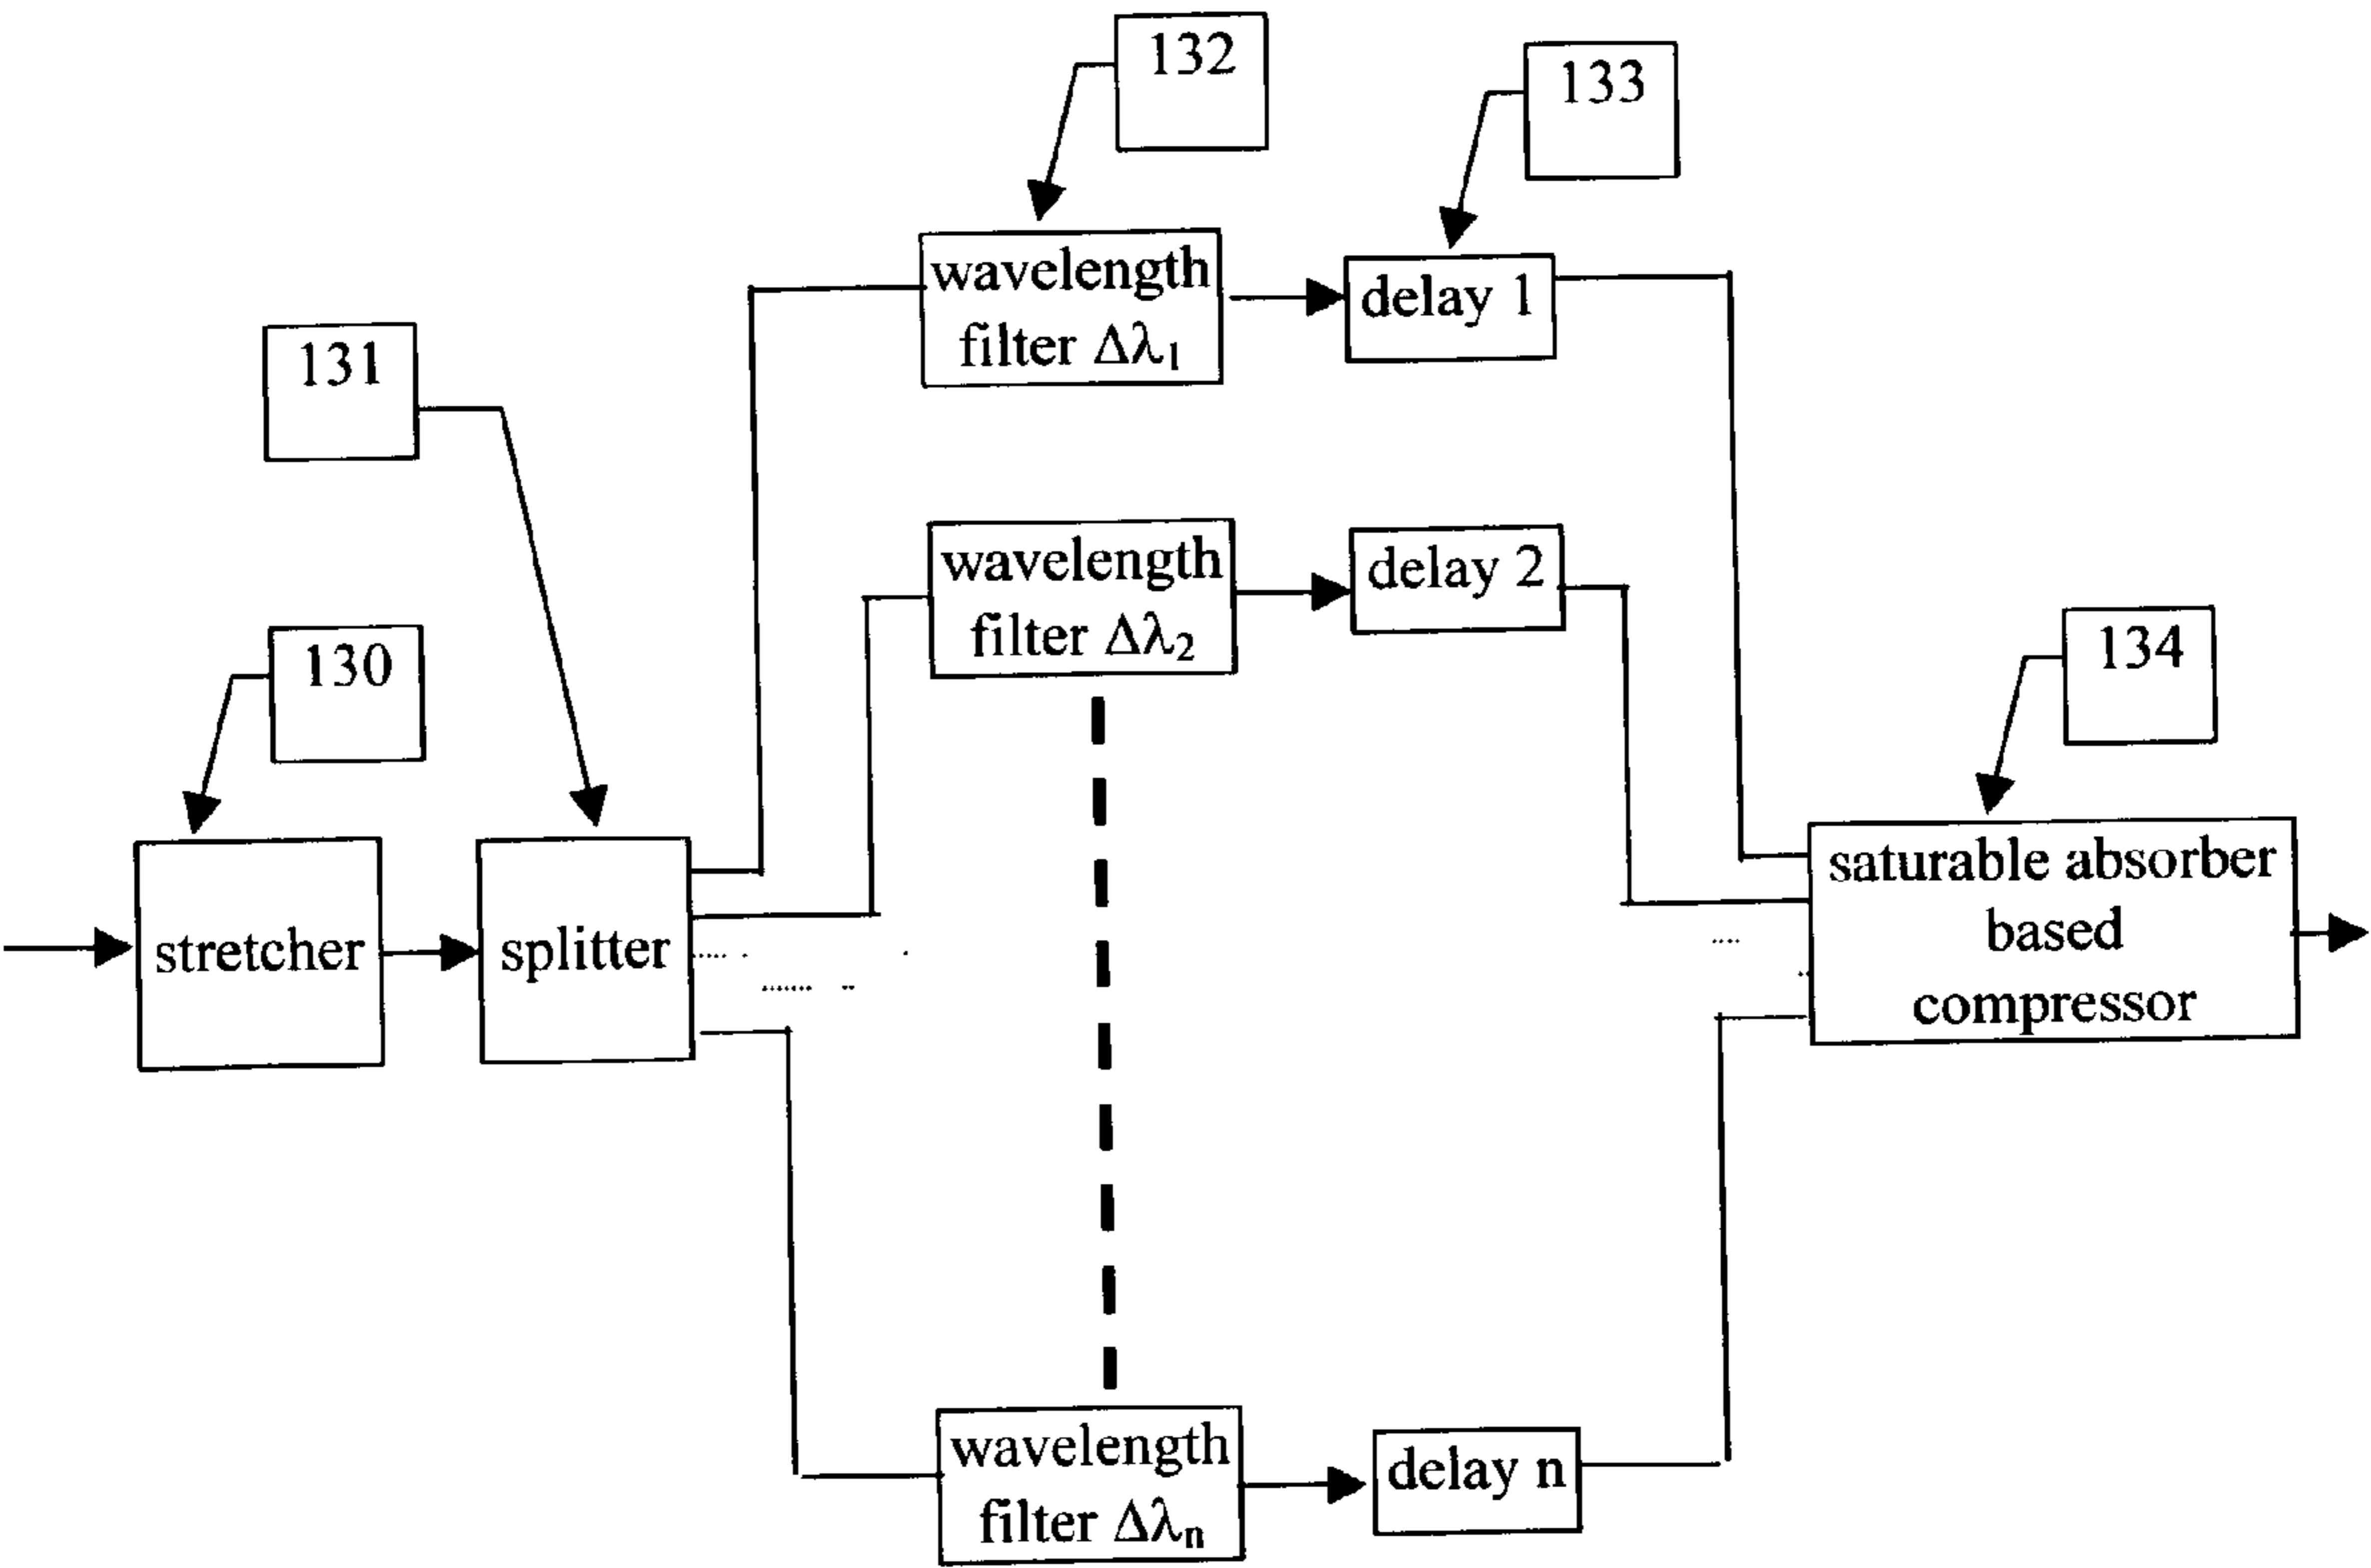 132
133
wavelength
filter Δλ₁
delay 1
131
wavelength
filter Δλ₂
delay 2
130
134
stretcher
splitter
saturable absorber
based
compressor
wavelength
filter Δλₙ
delay n